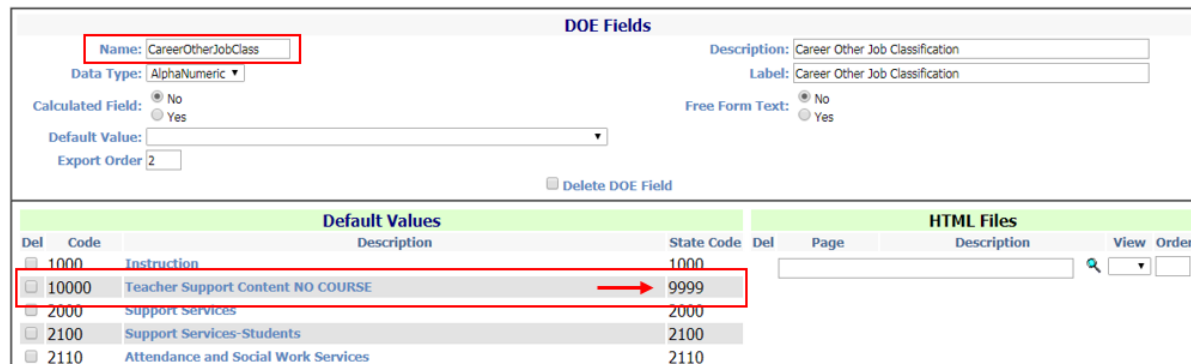 DOE Fields
Name: CareerOtherJobClass Description: Career Other Job Classification
Data Type: AlphaNumeric Label: Career Other Job Classification
Calculated Field: No Yes Free Form Text: No Yes
Default Value:
Export Order 2
Delete DOE Field
Default Values HTML Files
Del Code Description State Code Del Page Description View Order
1000 Instruction 1000
10000 Teacher Support Content NO COURSE 9999
2000 Support Services 2000
2100 Support Services-Students 2100
2110 Attendance and Social Work Services 2110